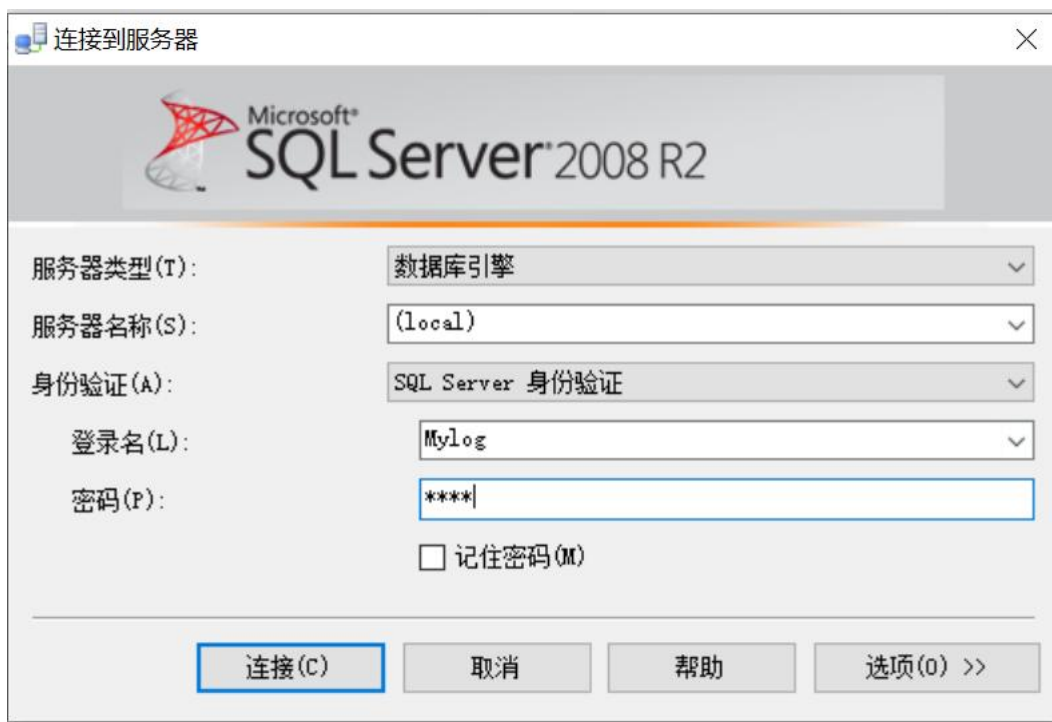 连接到服务器
Microsoft®
SQL Server® 2008 R2
服务器类型(T): 数据库引擎
服务器名称(S): (local)
身份验证(A): SQL Server 身份验证
登录名(L): Mylog
密码(P): ****
记住密码(M)
连接(C) 取消 帮助 选项(O) >>